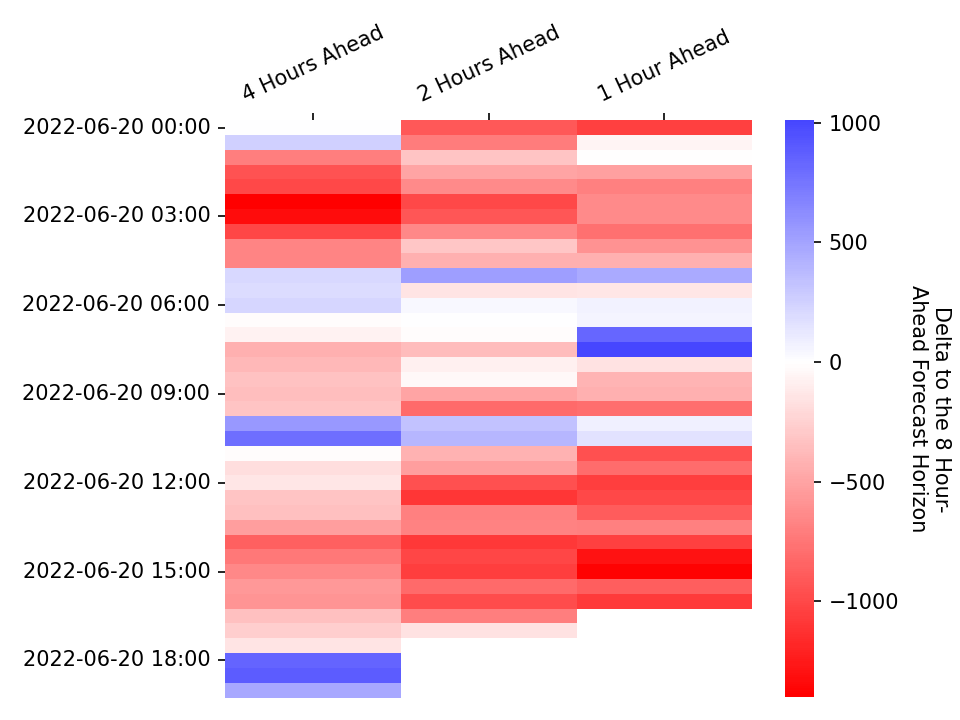 4 Hours Ahead
2 Hours Ahead
1 Hour Ahead
2022-06-20 00:00
2022-06-20 03:00
2022-06-20 06:00
2022-06-20 09:00
2022-06-20 12:00
2022-06-20 15:00
2022-06-20 18:00
1000
500
0
−500
−1000
Delta to the 8 Hour-
Ahead Forecast Horizon